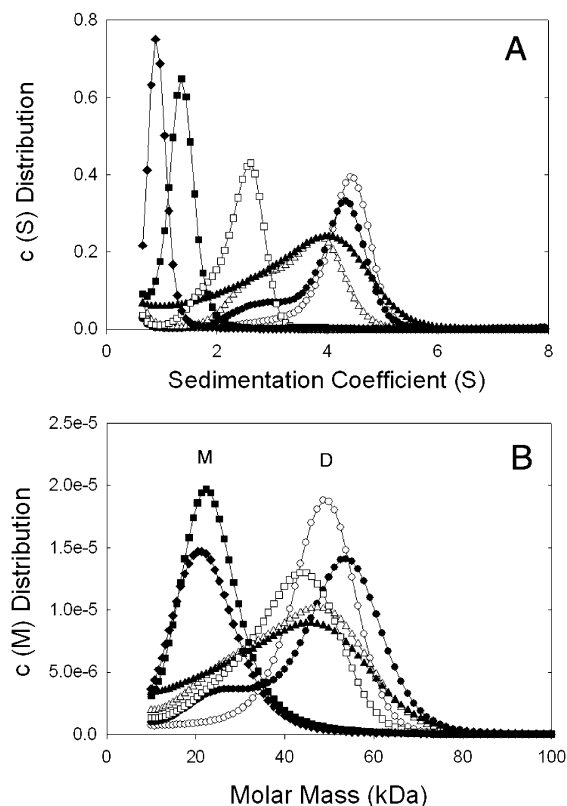 A
0.8
0.6
0.4
0.2
0.0
c (S) Distribution
0 2 4 6 8
Sedimentation Coefficient (S)
B
M D
2.5e-5
2.0e-5
1.5e-5
1.0e-5
5.0e-6
0.0
c (M) Distribution
0 20 40 60 80 100
Molar Mass (kDa)